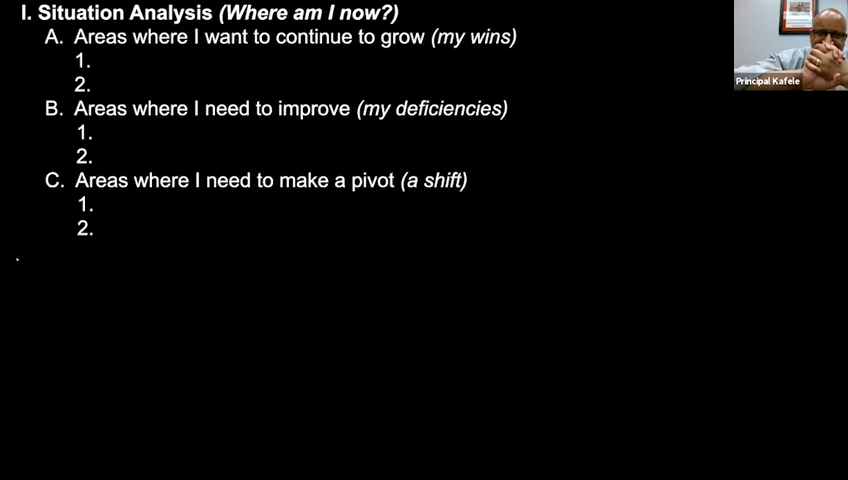 I. Situation Analysis (Where am I now?)
A. Areas where I want to continue to grow (my wins)
1.
2.
B. Areas where I need to improve (my deficiencies)
1.
2.
C. Areas where I need to make a pivot (a shift)
1.
2.
Principal Kafele